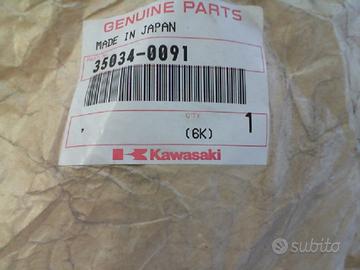 GENUINE PARTS
MADE IN JAPAN
35034-0091
QTY
(6K) 1
Kawasaki
subito